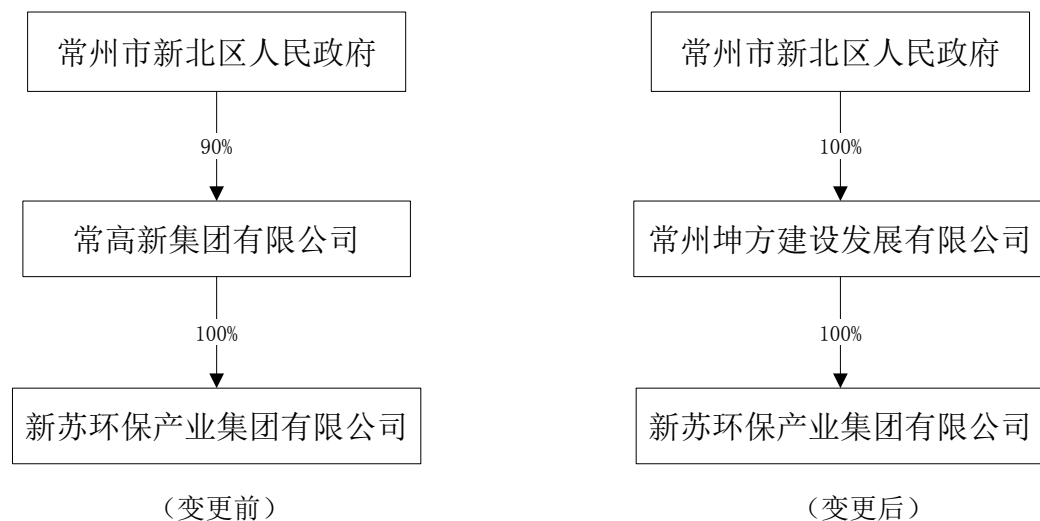 常州市新北区人民政府
90%
常高新集团有限公司
100%
新苏环保产业集团有限公司
（变更前）
常州市新北区人民政府
100%
常州坤方建设发展有限公司
100%
新苏环保产业集团有限公司
（变更后）